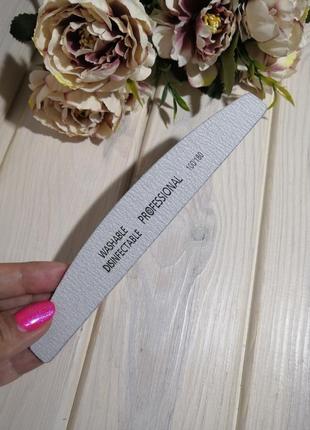 WASHABLE
DISINFECTABLE
PROFESSIONAL
100/180